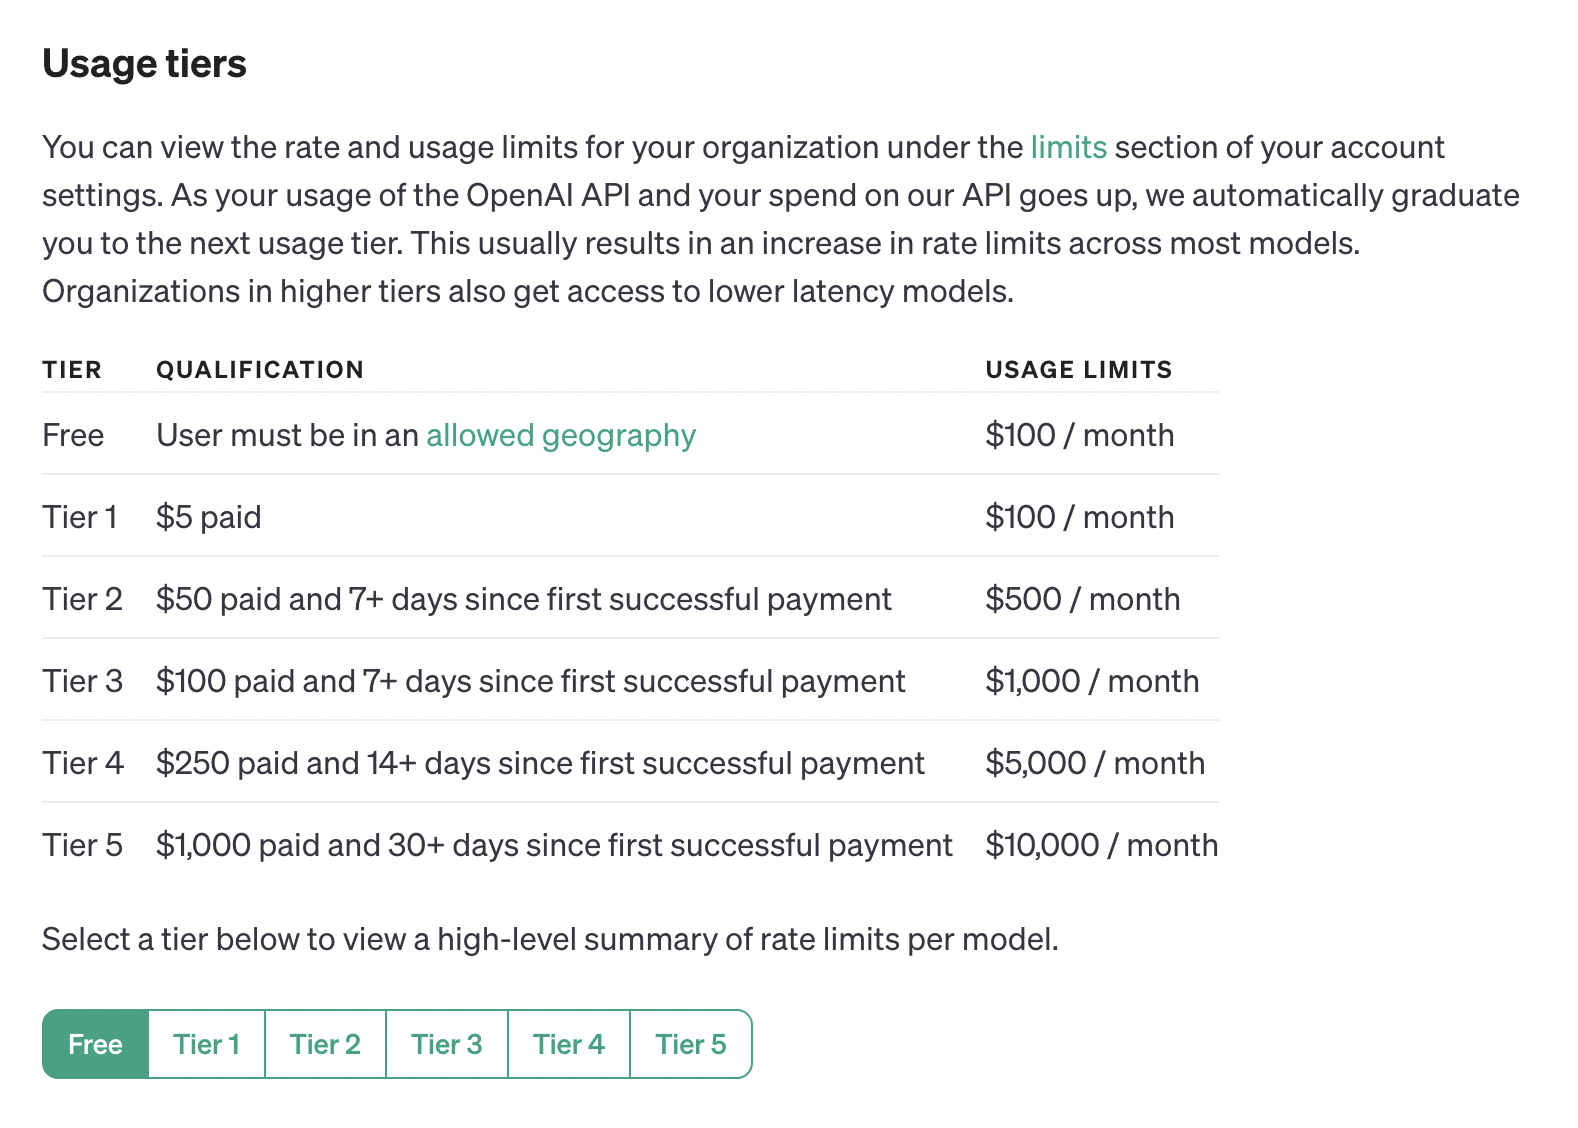 Usage tiers
You can view the rate and usage limits for your organization under the limits section of your account
settings. As your usage of the OpenAI API and your spend on our API goes up, we automatically graduate
you to the next usage tier. This usually results in an increase in rate limits across most models.
Organizations in higher tiers also get access to lower latency models.
TIER QUALIFICATION USAGE LIMITS
Free User must be in an allowed geography $100 / month
Tier 1 $5 paid $100 / month
Tier 2 $50 paid and 7+ days since first successful payment $500 / month
Tier 3 $100 paid and 7+ days since first successful payment $1,000 / month
Tier 4 $250 paid and 14+ days since first successful payment $5,000 / month
Tier 5 $1,000 paid and 30+ days since first successful payment $10,000 / month
Select a tier below to view a high-level summary of rate limits per model.
Free Tier 1 Tier 2 Tier 3 Tier 4 Tier 5